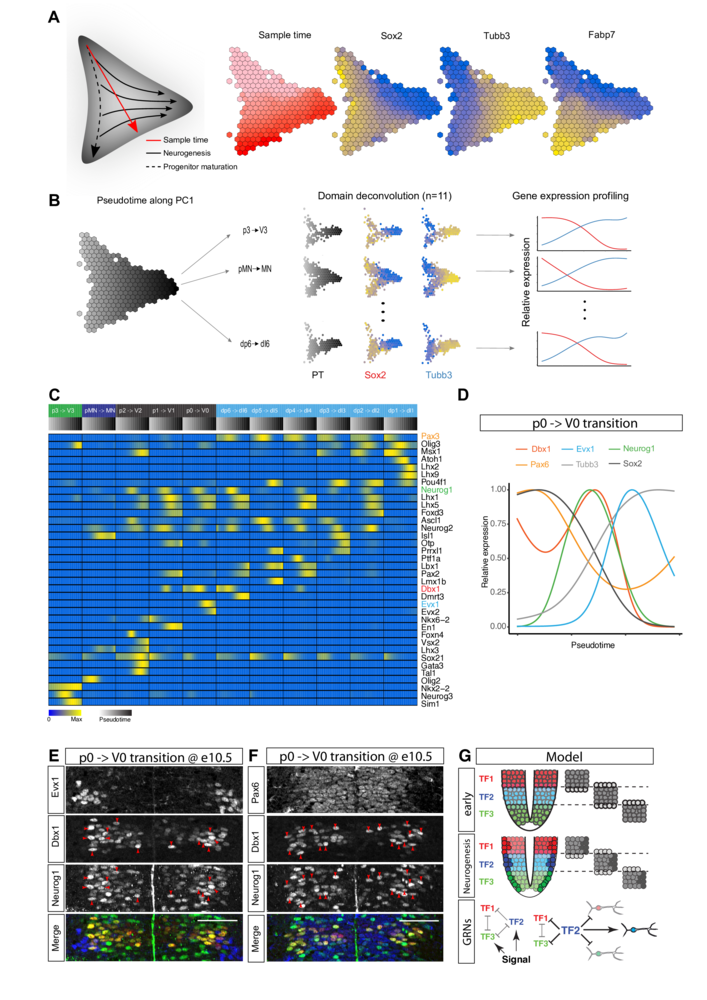 A
Sample time
Sox2
Tubb3
Fabp7
Sample time
Neurogenesis
Progenitor maturation
B
Pseudotime along PC1
Domain deconvolution (n=11)
Gene expression profiling
p3→V3
pMN→MN
dp6→dI6
PT
Sox2
Tubb3
Relative expression
C
p3 -> V3
pMN -> MN
p2 -> V2
p1 -> V1
p0 -> V0
dp6 -> dI6
dp5 -> dI5
dp4 -> dI4
dp3 -> dI3
dp2 -> dI2
dp1 -> dI1
Pax3
Olig3
Msx1
Atoh1
Lhx2
Lhx9
Pou4f1
Neurog1
Lhx1
Lhx5
Foxd3
Ascl1
Neurog2
Isl1
Otp
Prrxl1
Ptf1a
Lbx1
Pax2
Lmx1b
Dbx1
Dmrt3
Evx1
Evx2
Nkx6-2
En1
Foxn4
Vsx2
Lhx3
Sox21
Gata3
Tal1
Olig2
Nkx2-2
Neurog3
Sim1
0
Max
Pseudotime
D
p0 -> V0 transition
Dbx1
Evx1
Neurog1
Pax6
Tubb3
Sox2
1.00
0.75
0.50
0.25
0.00
Relative expression
Pseudotime
E
p0 -> V0 transition @ e10.5
Evx1
Dbx1
Neurog1
Merge
F
p0 -> V0 transition @ e10.5
Pax6
Dbx1
Neurog1
Merge
G
Model
early
TF1
TF2
TF3
Neurogenesis
TF1
TF2
TF3
GRNs
TF1
TF2
TF3
Signal
TF1
TF2
TF3